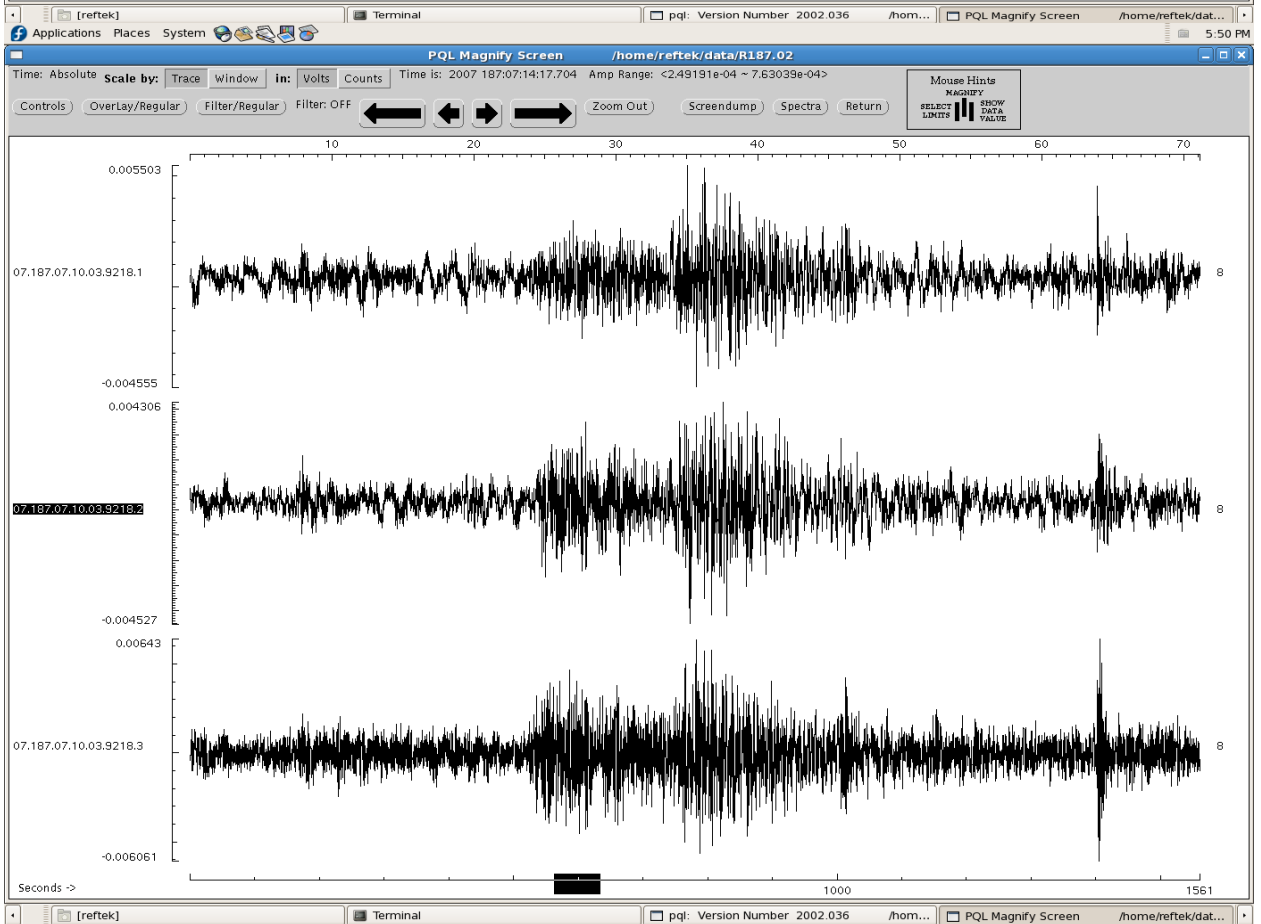 [reftek] Terminal pql: Version Number 2002.036 /hom... PQL Magnify Screen /home/reftek/dat...
Applications Places System 5:50 PM
PQL Magnify Screen /home/reftek/data/R187.02
Time: Absolute Scale by: Trace Window in: Volts Counts Time is: 2007 187:07:14:17.704 Amp Range: <2.49191e-04 ~ 7.63039e-04>
Mouse Hints
MAGNIFY
SELECT LIMITS SHOW DATA VALUE
Controls OverLay/Regular Filter/Regular Filter: OFF Zoom Out Screendump Spectra Return
10 20 30 40 50 60 70
0.005503
07.187.07.10.03.9218.1 8
-0.004555
0.004306
07.187.07.10.03.9218.2 8
-0.004527
0.00643
07.187.07.10.03.9218.3 8
-0.006061
Seconds -> 1000 1561
[reftek] Terminal pql: Version Number 2002.036 /hom... PQL Magnify Screen /home/reftek/dat...